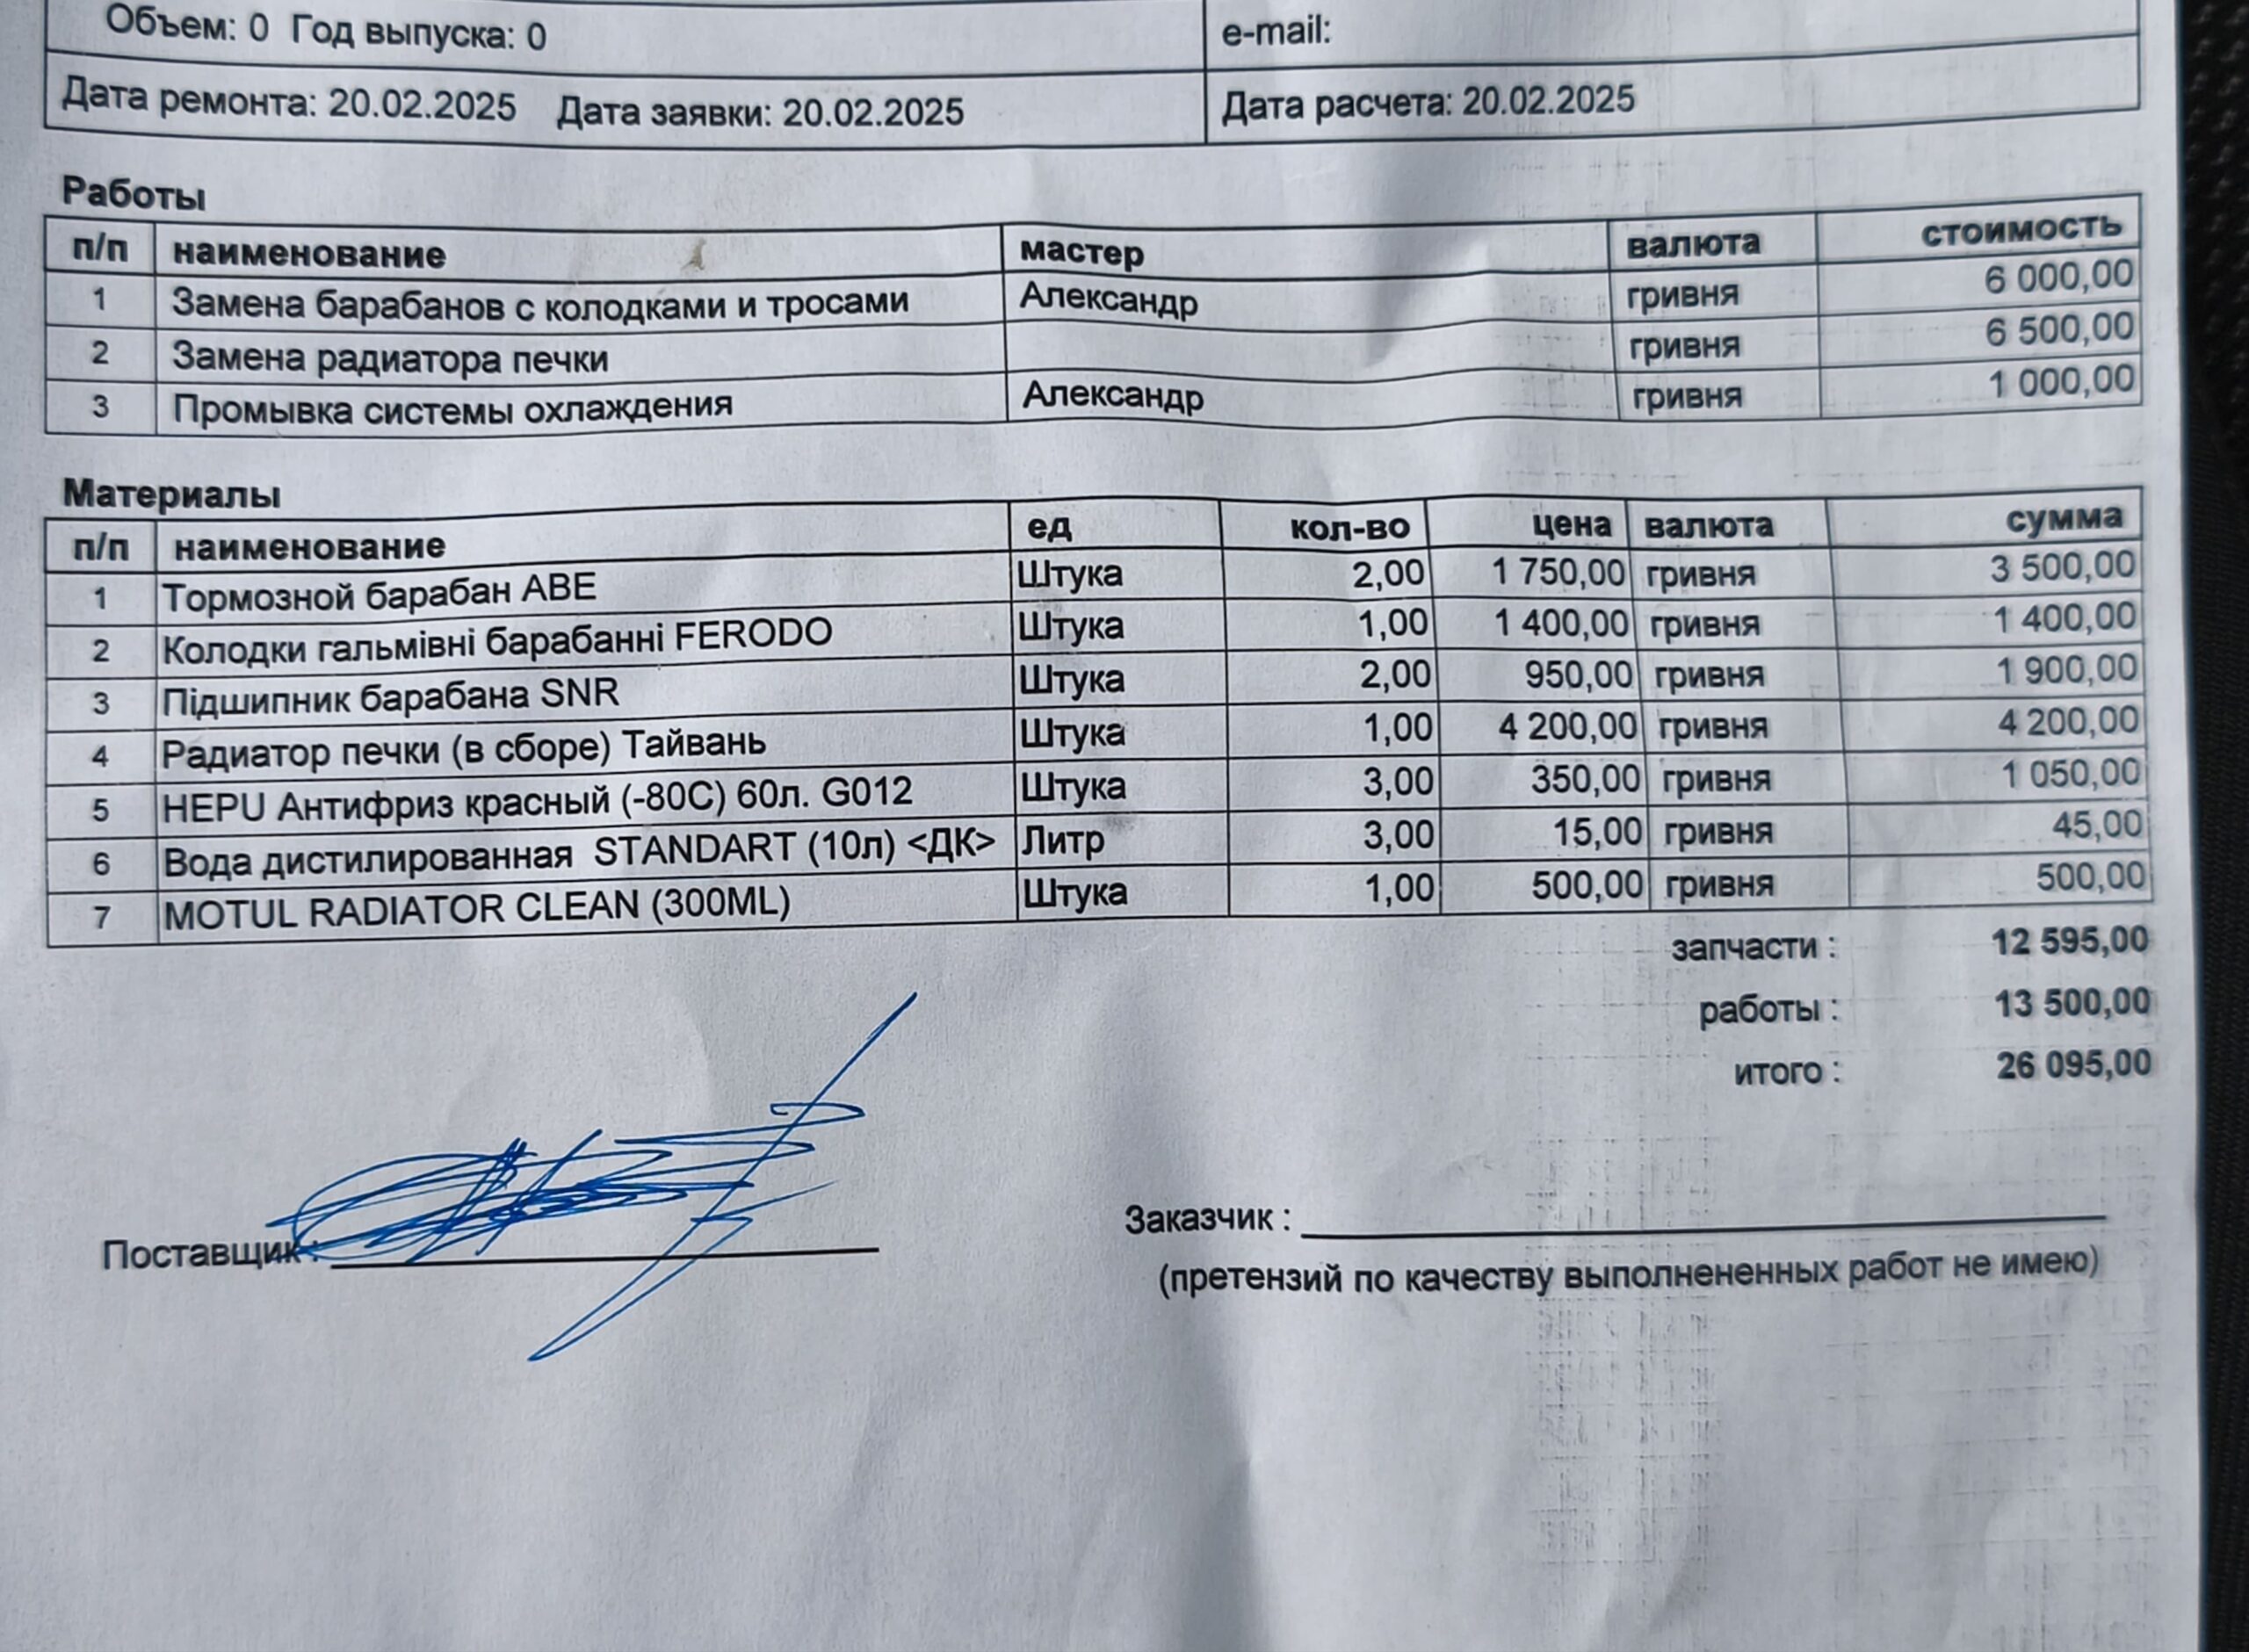 Объем: 0 Год выпуска: 0 e-mail:
Дата ремонта: 20.02.2025 Дата заявки: 20.02.2025 Дата расчета: 20.02.2025
Работы
п/п наименование мастер валюта стоимость
1 Замена барабанов с колодками и тросами Александр гривня 6 000,00
2 Замена радиатора печки гривня 6 500,00
3 Промывка системы охлаждения Александр гривня 1 000,00
Материалы
п/п наименование ед кол-во цена валюта сумма
1 Тормозной барабан ABE Штука 2,00 1 750,00 гривня 3 500,00
2 Колодки гальмівні барабанні FERODO Штука 1,00 1 400,00 гривня 1 400,00
3 Підшипник барабана SNR Штука 2,00 950,00 гривня 1 900,00
4 Радиатор печки (в сборе) Тайвань Штука 1,00 4 200,00 гривня 4 200,00
5 HEPU Антифриз красный (-80C) 60л. G012 Штука 3,00 350,00 гривня 1 050,00
6 Вода дистилированная STANDART (10л) <ДК> Литр 3,00 15,00 гривня 45,00
7 MOTUL RADIATOR CLEAN (300ML) Штука 1,00 500,00 гривня 500,00
запчасти : 12 595,00
работы : 13 500,00
итого : 26 095,00
Поставщик :
Заказчик :
(претензий по качеству выполнененных работ не имею)